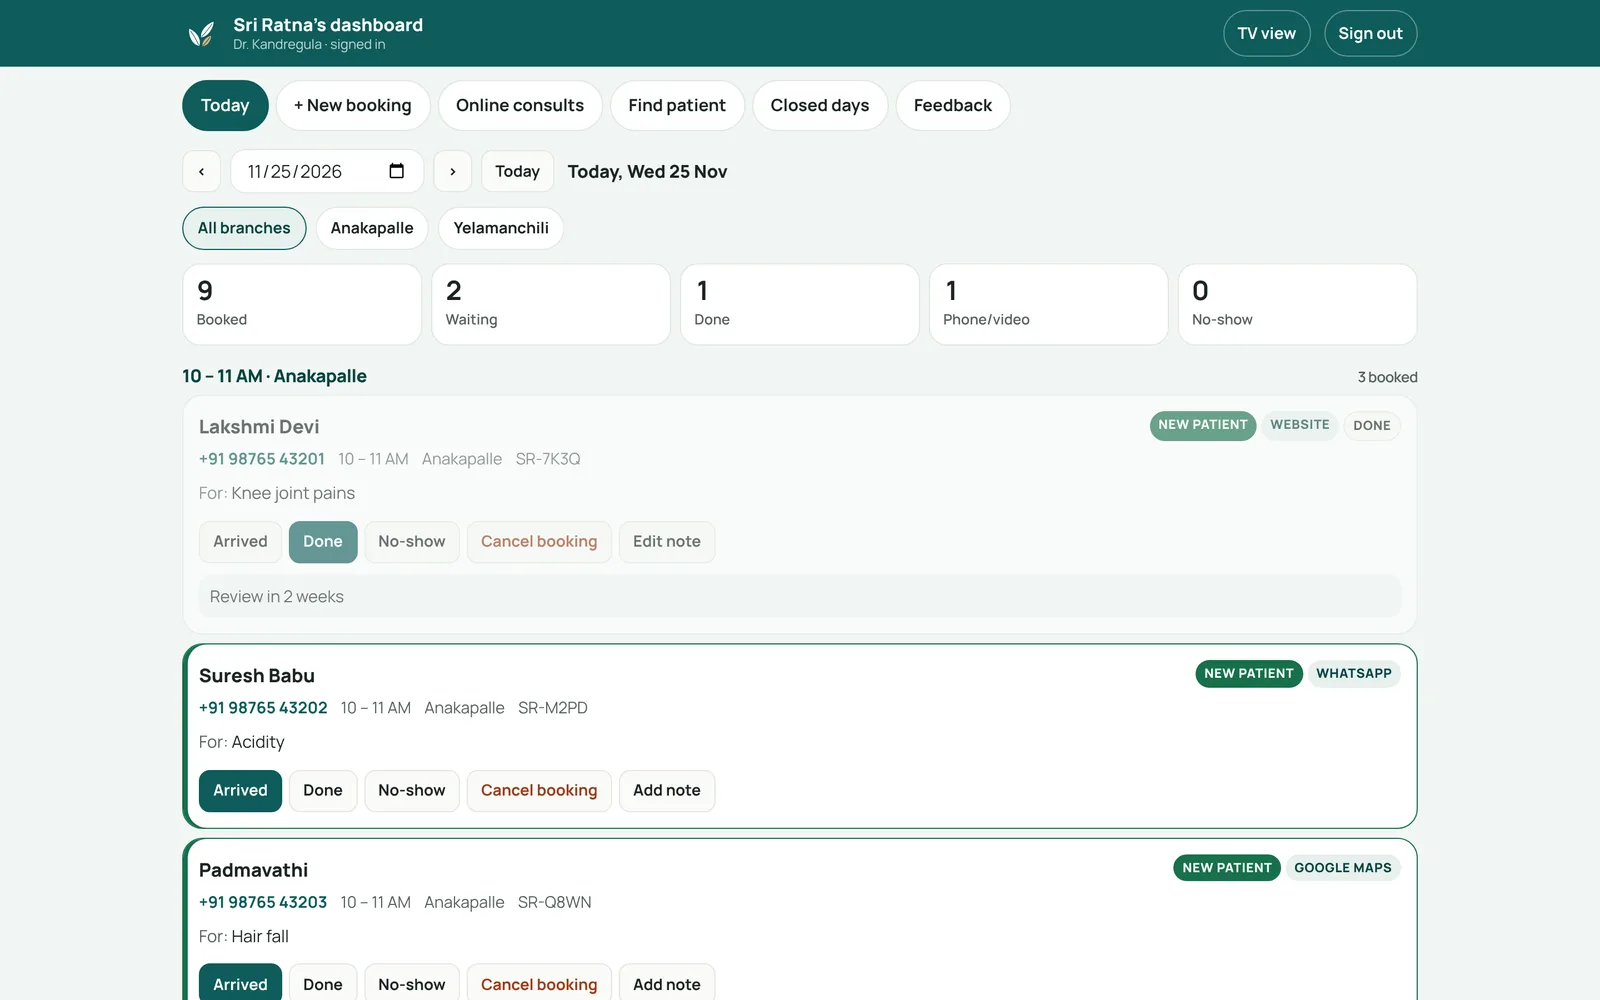 Sri Ratna's dashboard
Dr. Kandregula · signed in
TV view
Sign out
Today
+ New booking
Online consults
Find patient
Closed days
Feedback
‹
11/25/2026
›
Today
Today, Wed 25 Nov
All branches
Anakapalle
Yelamanchili
9
Booked
2
Waiting
1
Done
1
Phone/video
0
No-show
10 – 11 AM · Anakapalle
3 booked
Lakshmi Devi
NEW PATIENT
WEBSITE
DONE
+91 98765 43201 10 – 11 AM Anakapalle SR-7K3Q
For: Knee joint pains
Arrived
Done
No-show
Cancel booking
Edit note
Review in 2 weeks
Suresh Babu
NEW PATIENT
WHATSAPP
+91 98765 43202 10 – 11 AM Anakapalle SR-M2PD
For: Acidity
Arrived
Done
No-show
Cancel booking
Add note
Padmavathi
NEW PATIENT
GOOGLE MAPS
+91 98765 43203 10 – 11 AM Anakapalle SR-Q8WN
For: Hair fall
Arrived
Done
No-show
Cancel booking
Add note